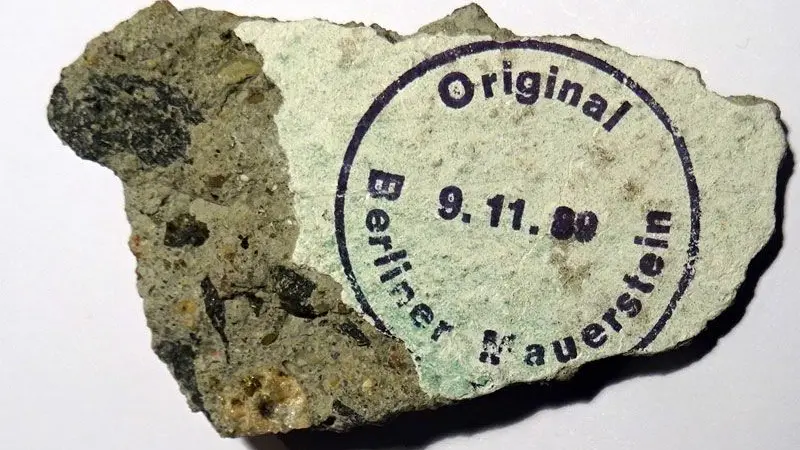 Original
9. 11. 89
Berliner Mauerstein